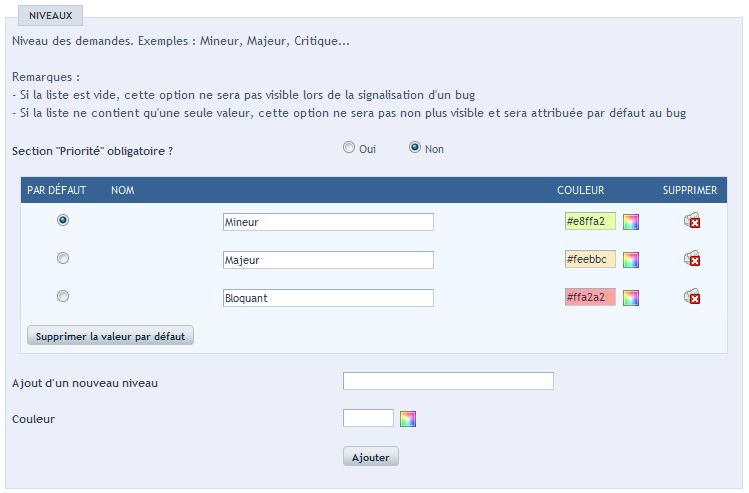 NIVEAUX
Niveau des demandes. Exemples : Mineur, Majeur, Critique...
Remarques :
- Si la liste est vide, cette option ne sera pas visible lors de la signalisation d'un bug
- Si la liste ne contient qu'une seule valeur, cette option ne sera pas non plus visible et sera attribuée par défaut au bug
Section "Priorité" obligatoire ? Oui Non
PAR DÉFAUT NOM COULEUR SUPPRIMER
Mineur #e8ffa2
Majeur #feebbc
Bloquant #ffa2a2
Supprimer la valeur par défaut
Ajout d'un nouveau niveau
Couleur
Ajouter